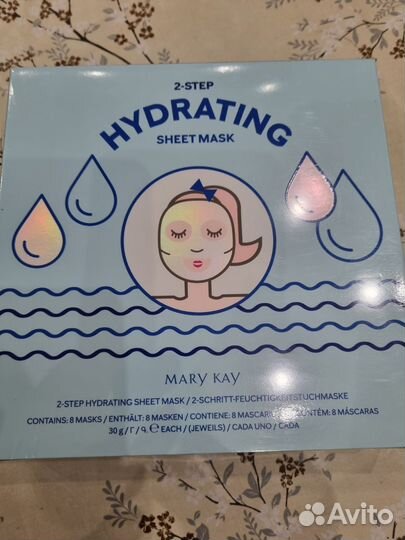 2-STEP
HYDRATING
SHEET MASK
MARY KAY
2-STEP HYDRATING SHEET MASK / 2-SCHRITT-FEUCHTIGKEITSTUCHMASKE
CONTAINS: 8 MASKS / ENTHÄLT: 8 MASKEN / CONTIENE: 8 MÁSCÁRAS
30 g / Г / ℮ EACH / (JEWEILS) / CADA UNO / CADA
Avito